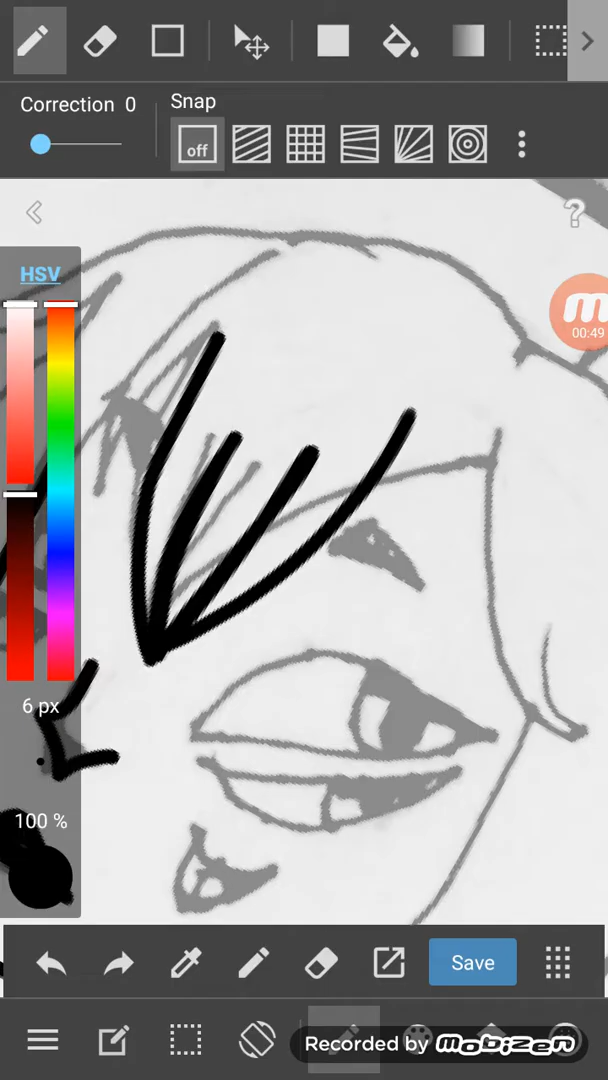 Correction 0
Snap
off
?
HSV
00:49
6 px
100 %
Save
Recorded by mobizen